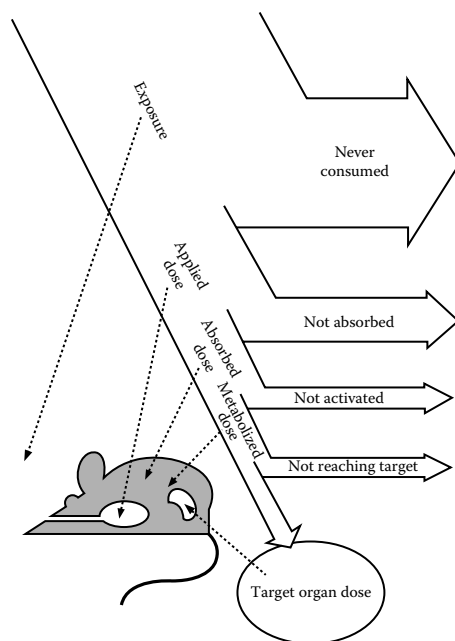 Exposure
Never
consumed
Applied
dose
Not absorbed
Absorbed
dose
Not activated
Metabolized
dose
Not reaching target
Target organ dose